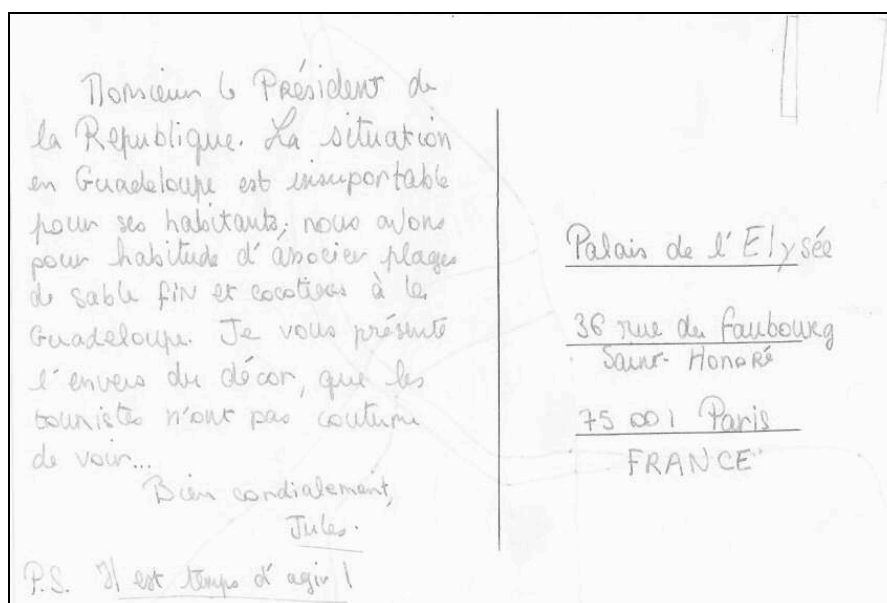 Monsieur le Président de
la Republique. La situation
en Guadeloupe est insuportable
pour ses habitants, nous avons
pour habitude d'associer plages
de sable fin et cocotiers à la
Guadeloupe. Je vous présente
l'envers du décor, que les
touristes n'ont pas coutume
de voir...
Bien cordialement,
Jules.
P.S. Il est temps d'agir !
Palais de l'Elysée
36 rue du faubourg
Saint-Honoré
75 001 Paris
FRANCE